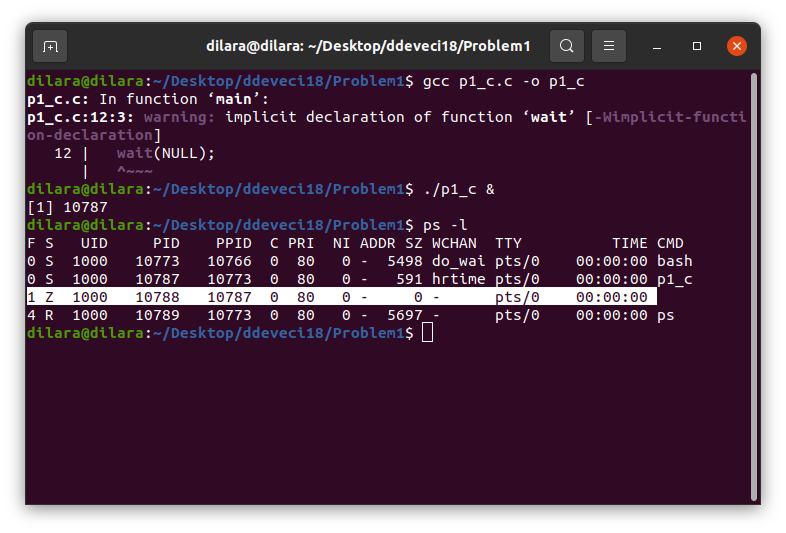 dilara@dilara: ~/Desktop/ddeveci18/Problem1
dilara@dilara:~/Desktop/ddeveci18/Problem1$ gcc p1_c.c -o p1_c
p1_c.c: In function ‘main’:
p1_c.c:12:3: warning: implicit declaration of function ‘wait’ [-Wimplicit-functi
on-declaration]
   12 |   wait(NULL);
      |   ^~~~
dilara@dilara:~/Desktop/ddeveci18/Problem1$ ./p1_c &
[1] 10787
dilara@dilara:~/Desktop/ddeveci18/Problem1$ ps -l
F S   UID     PID    PPID  C PRI  NI ADDR SZ WCHAN  TTY          TIME CMD
0 S  1000   10773   10766  0  80   0 -  5498 do_wai pts/0    00:00:00 bash
0 S  1000   10787   10773  0  80   0 -   591 hrtime pts/0    00:00:00 p1_c
1 Z  1000   10788   10787  0  80   0 -     0 -      pts/0    00:00:00
4 R  1000   10789   10773  0  80   0 -  5697 -      pts/0    00:00:00 ps
dilara@dilara:~/Desktop/ddeveci18/Problem1$